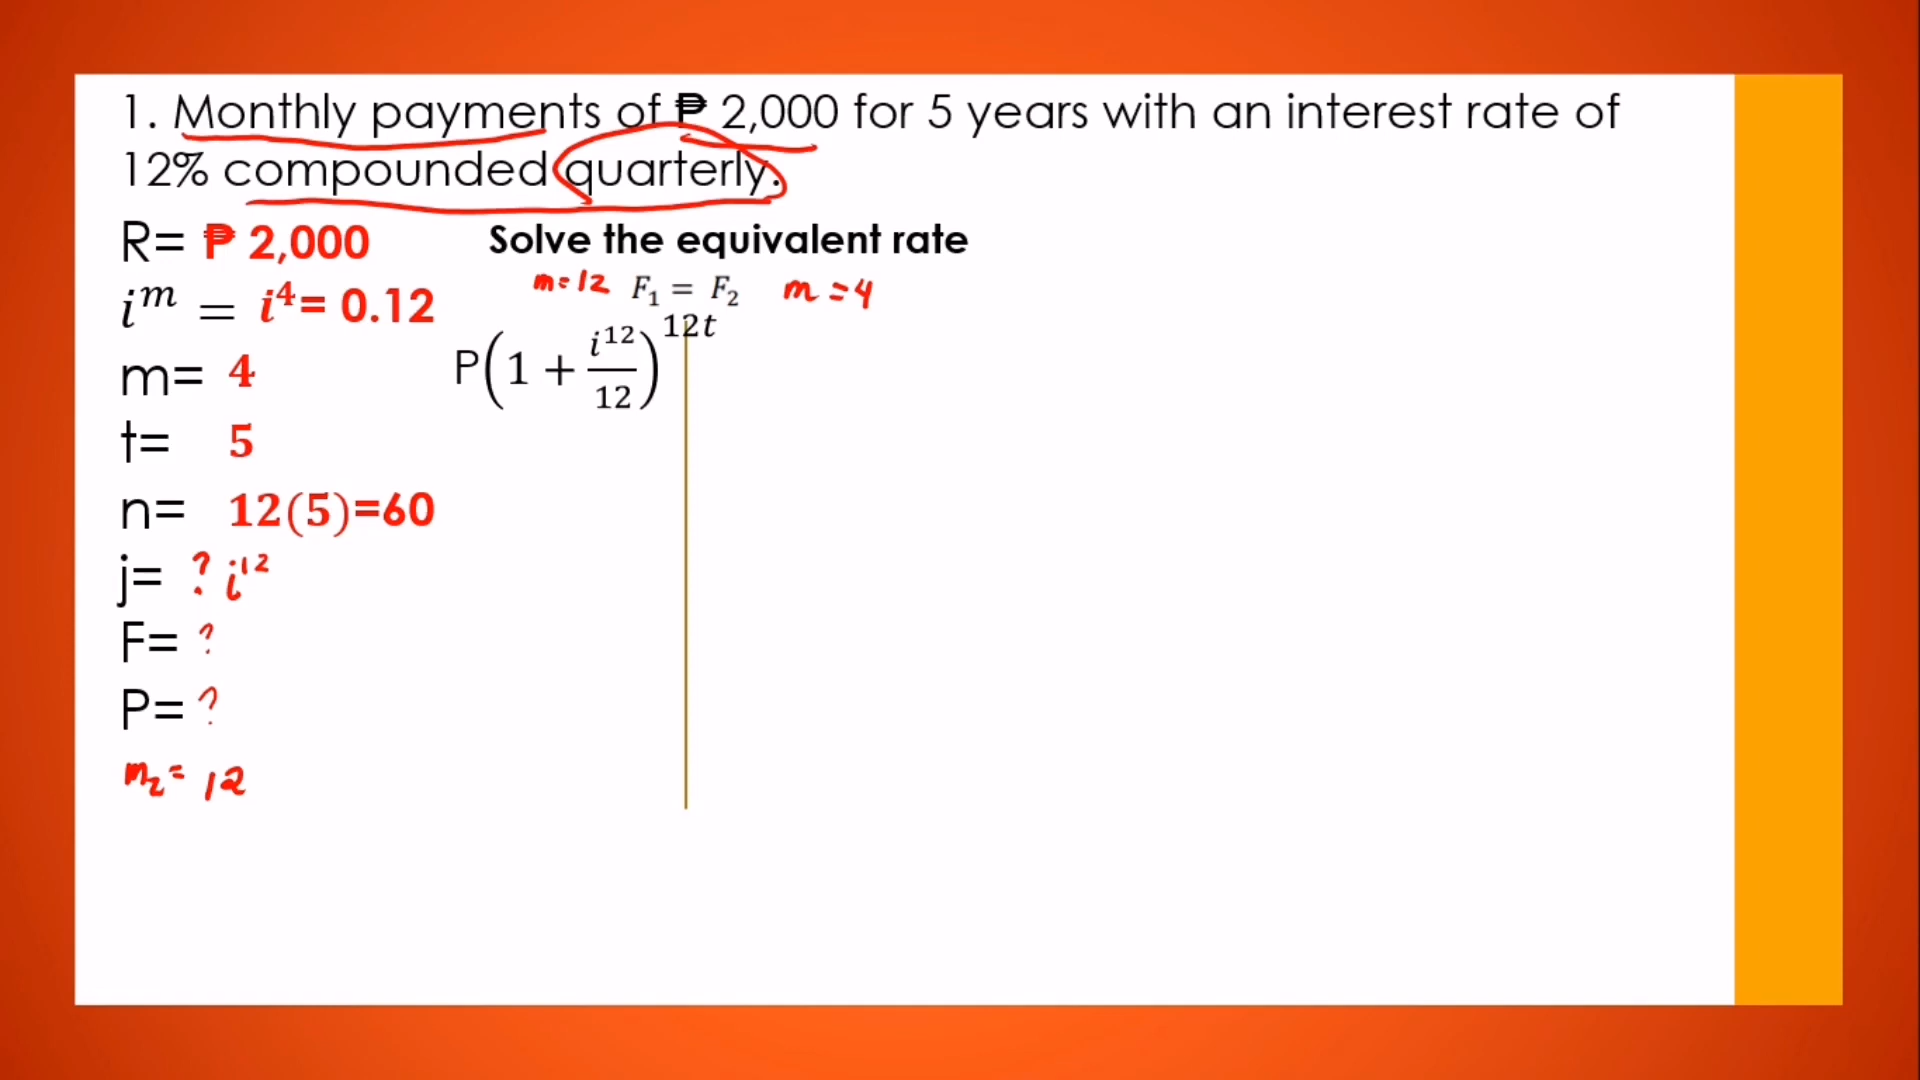 1. Monthly payments of ₱ 2,000 for 5 years with an interest rate of
12% compounded quarterly.
R= ₱ 2,000
Solve the equivalent rate
iᵐ = i⁴= 0.12
m=12 F₁ = F₂ m=4
P(1 + i¹²/12)¹²ᵗ
m= 4
t= 5
n= 12(5)=60
j= ? i¹²
F= ?
P= ?
m₂= 12